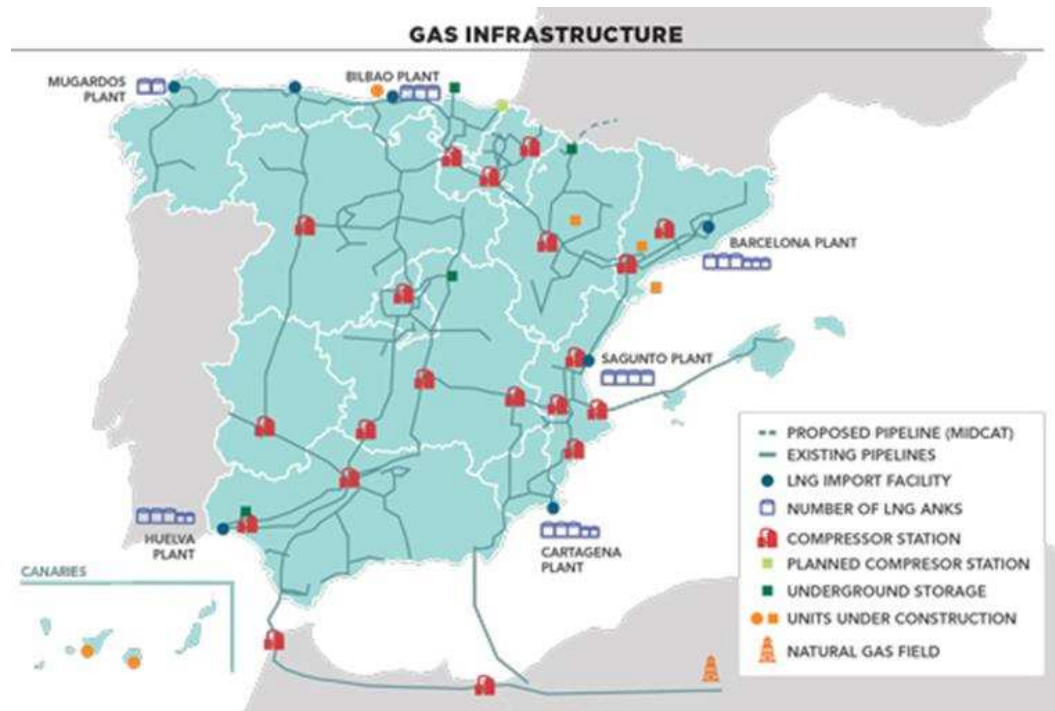 GAS INFRASTRUCTURE
MUGARDOS
PLANT
BILBAO PLANT
BARCELONA PLANT
SAGUNTO PLANT
HUELVA
PLANT
CARTAGENA
PLANT
CANARIES
PROPOSED PIPELINE (MIDCAT)
EXISTING PIPELINES
LNG IMPORT FACILITY
NUMBER OF LNG ANKS
COMPRESSOR STATION
PLANNED COMPRESOR STATION
UNDERGROUND STORAGE
UNITS UNDER CONSTRUCTION
NATURAL GAS FIELD